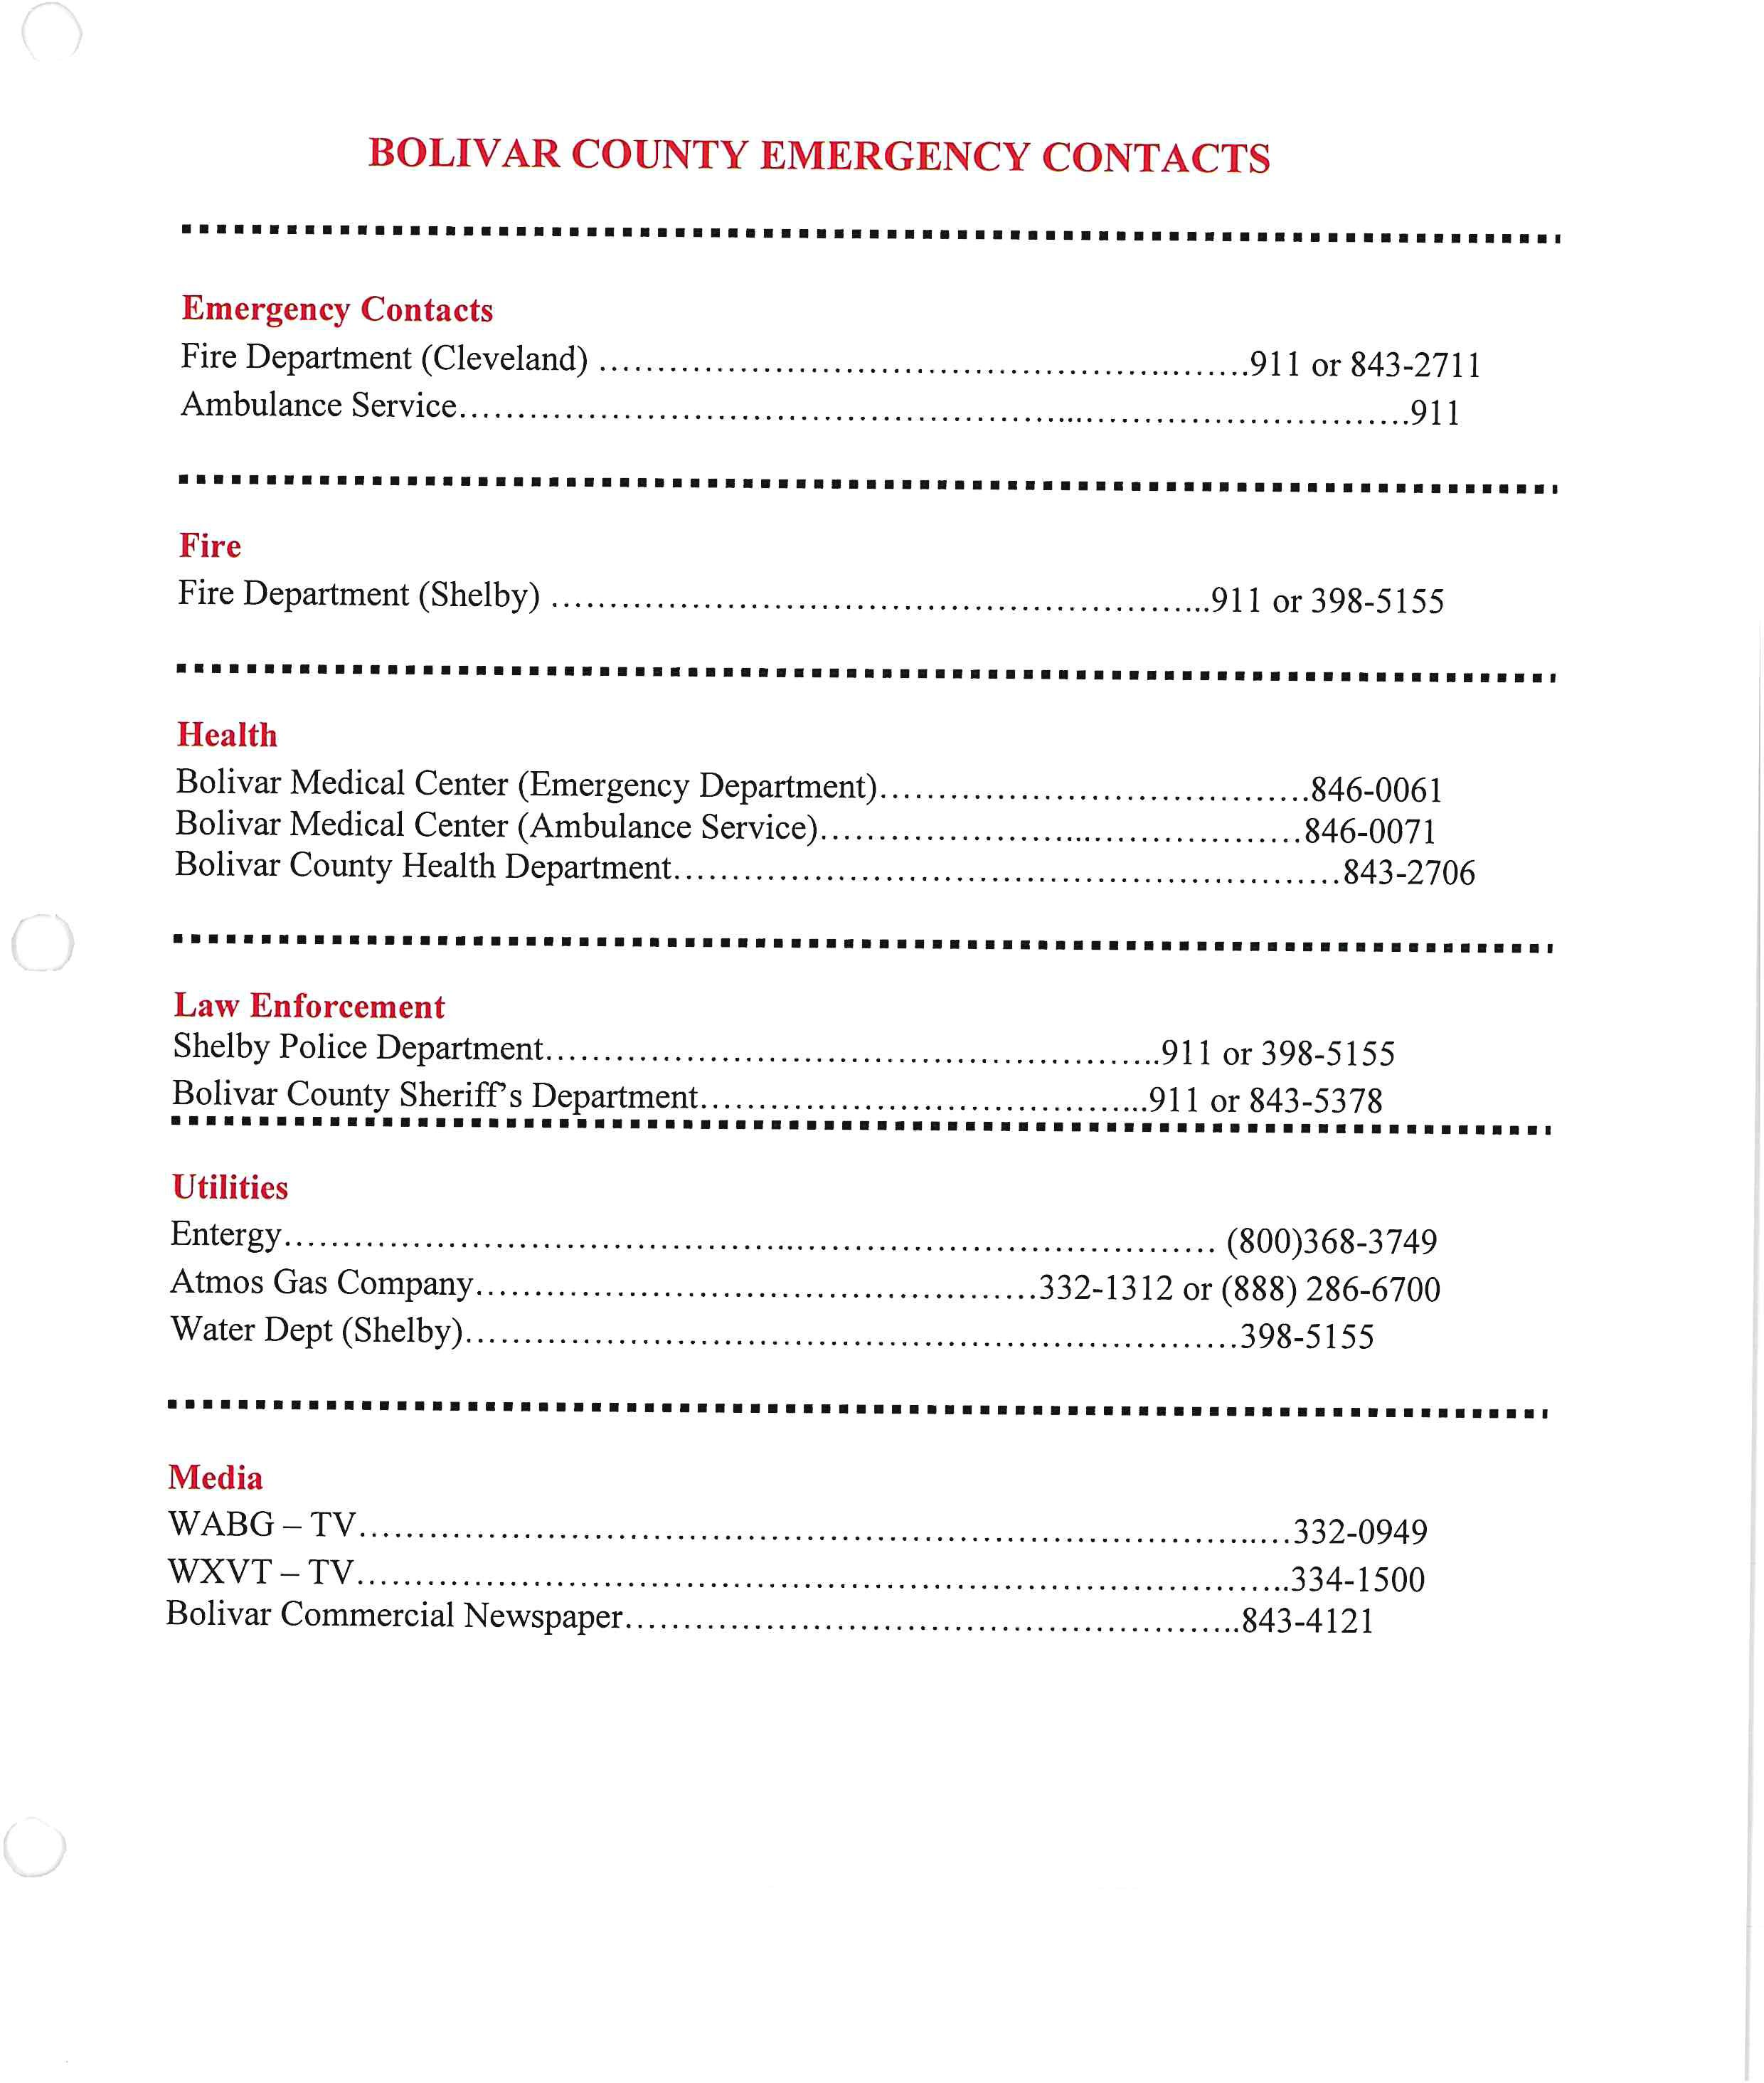 BOLIVAR COUNTY EMERGENCY CONTACTS
Emergency Contacts
Fire Department (Cleveland) ........................................................911 or 843-2711
Ambulance Service................................................................................911
Fire
Fire Department (Shelby) ........................................................911 or 398-5155
Health
Bolivar Medical Center (Emergency Department).....................................846-0061
Bolivar Medical Center (Ambulance Service).........................................846-0071
Bolivar County Health Department.........................................................843-2706
Law Enforcement
Shelby Police Department.....................................................911 or 398-5155
Bolivar County Sheriff's Department......................................911 or 843-5378
Utilities
Entergy............................................................................... (800)368-3749
Atmos Gas Company................................................332-1312 or (888) 286-6700
Water Dept (Shelby)..................................................................398-5155
Media
WABG – TV................................................................................332-0949
WXVT – TV................................................................................334-1500
Bolivar Commercial Newspaper.....................................................843-4121